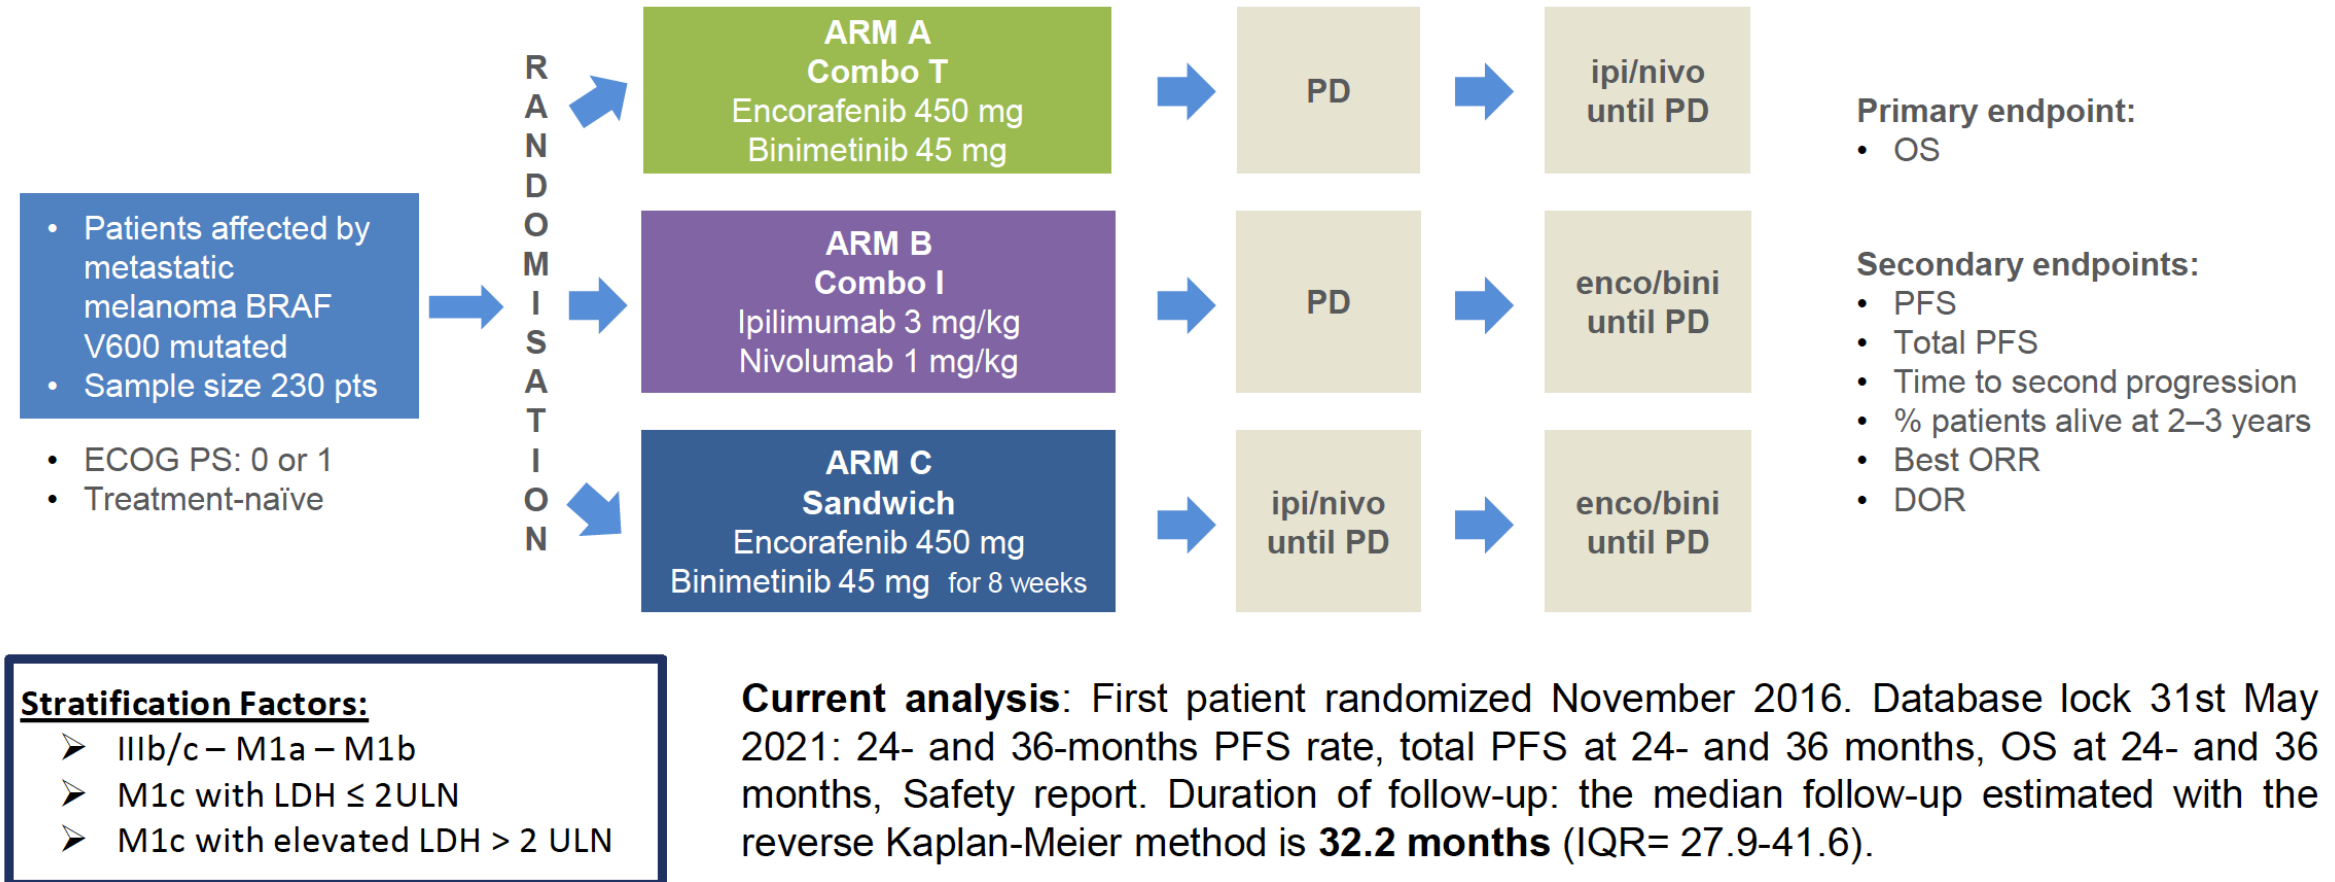 • Patients affected by
metastatic
melanoma BRAF
V600 mutated
• Sample size 230 pts
• ECOG PS: 0 or 1
• Treatment-naïve
RANDOMISATION
ARM A
Combo T
Encorafenib 450 mg
Binimetinib 45 mg
PD
ipi/nivo
until PD
ARM B
Combo I
Ipilimumab 3 mg/kg
Nivolumab 1 mg/kg
PD
enco/bini
until PD
ARM C
Sandwich
Encorafenib 450 mg
Binimetinib 45 mg for 8 weeks
ipi/nivo
until PD
enco/bini
until PD
Primary endpoint:
• OS
Secondary endpoints:
• PFS
• Total PFS
• Time to second progression
• % patients alive at 2–3 years
• Best ORR
• DOR
Stratification Factors:
➢ IIIb/c – M1a – M1b
➢ M1c with LDH ≤ 2ULN
➢ M1c with elevated LDH > 2 ULN
Current analysis: First patient randomized November 2016. Database lock 31st May
2021: 24- and 36-months PFS rate, total PFS at 24- and 36 months, OS at 24- and 36
months, Safety report. Duration of follow-up: the median follow-up estimated with the
reverse Kaplan-Meier method is 32.2 months (IQR= 27.9-41.6).